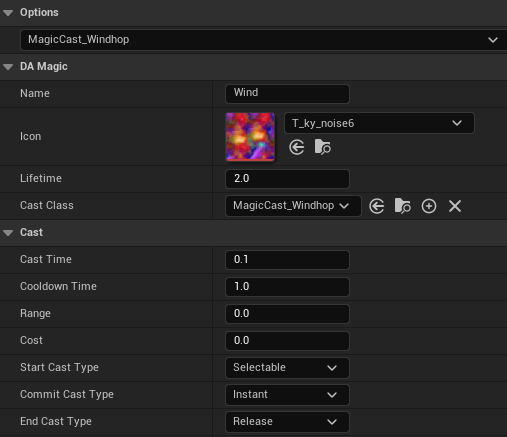 Options
MagicCast_Windhop
DA Magic
Name Wind
Icon T_ky_noise6
Lifetime 2.0
Cast Class MagicCast_Windhop
Cast
Cast Time 0.1
Cooldown Time 1.0
Range 0.0
Cost 0.0
Start Cast Type Selectable
Commit Cast Type Instant
End Cast Type Release